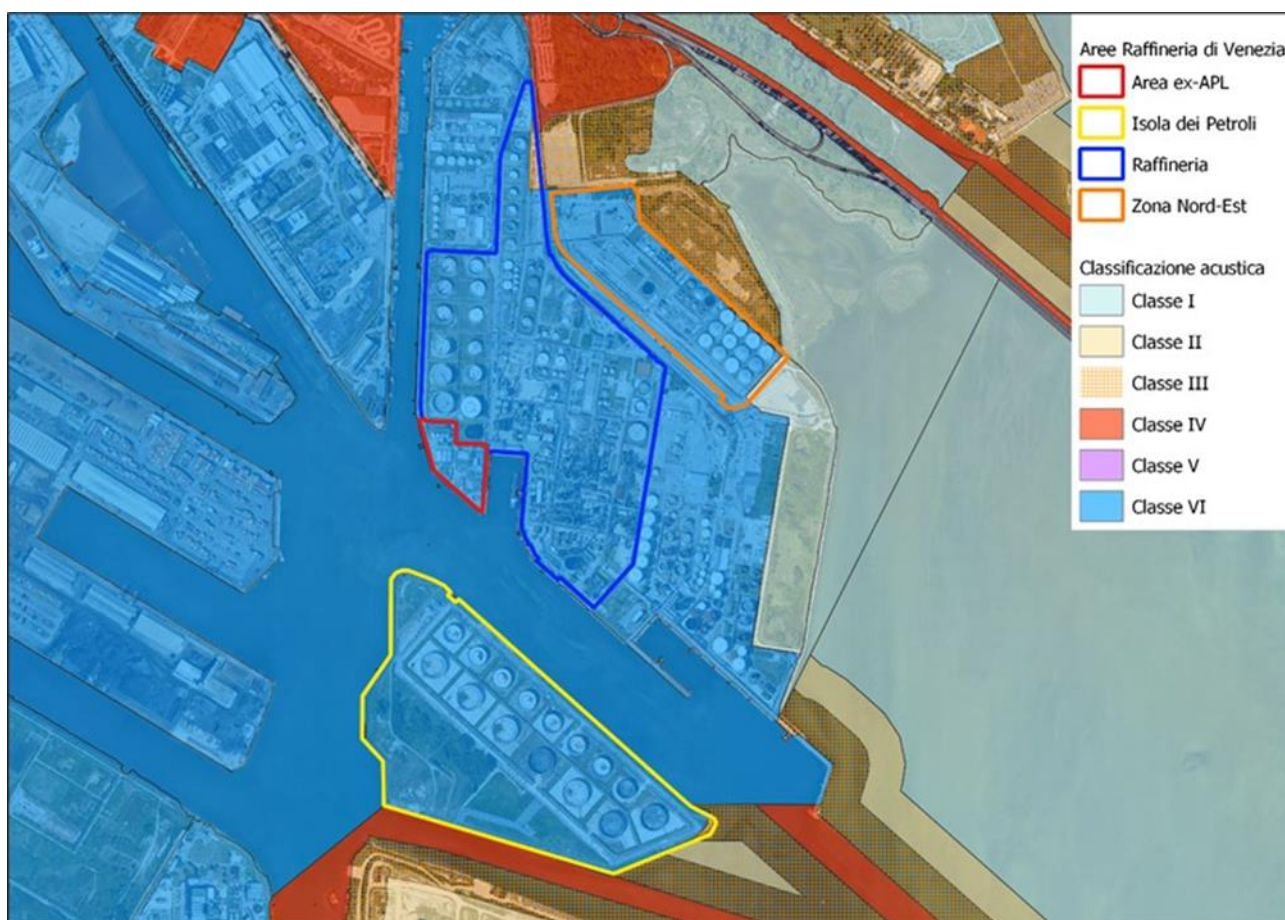 Aree Raffineria di Venezia
Area ex-APL
Isola dei Petroli
Raffineria
Zona Nord-Est
Classificazione acustica
Classe I
Classe II
Classe III
Classe IV
Classe V
Classe VI